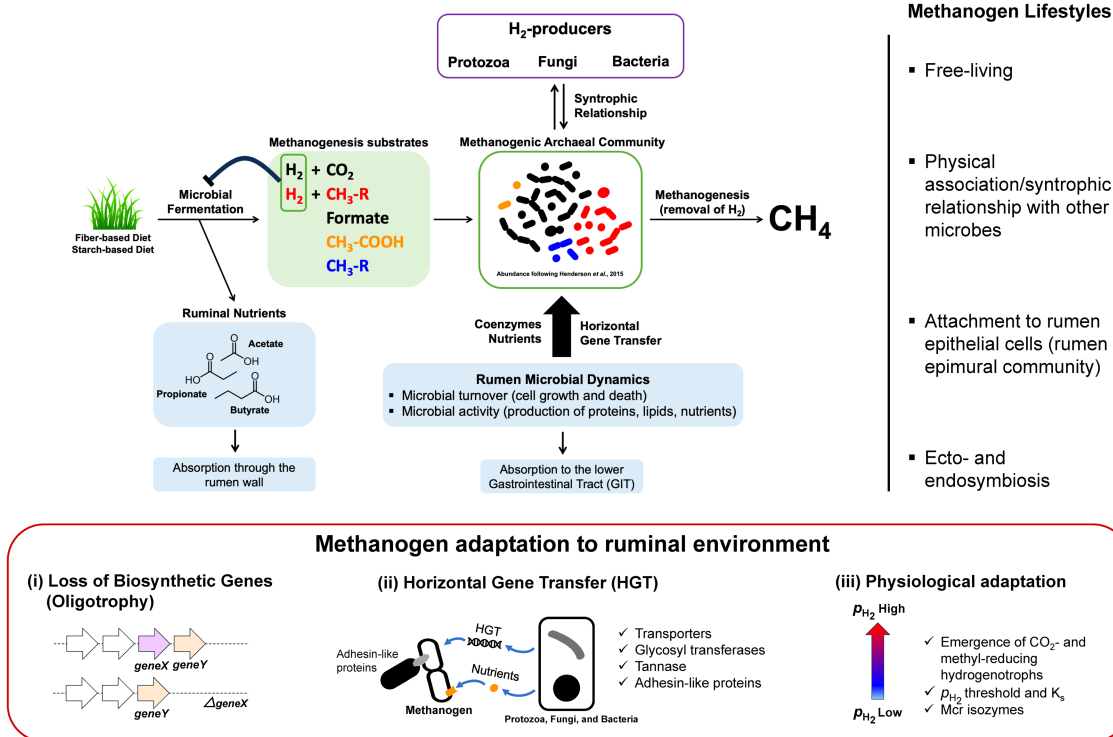 H₂-producers
Protozoa Fungi Bacteria
Syntrophic
Relationship
Methanogenesis substrates
H₂ + CO₂
H₂ + CH₃-R
Formate
CH₃-COOH
CH₃-R
Microbial
Fermentation
Fiber-based Diet
Starch-based Diet
Methanogenic Archaeal Community
Abundance following Henderson et al., 2015
Methanogenesis
(removal of H₂)
CH₄
Ruminal Nutrients
Acetate
O
OH
O
HO
Propionate
O
OH
Butyrate
Absorption through the
rumen wall
Coenzymes
Nutrients
Horizontal
Gene Transfer
Rumen Microbial Dynamics
▪ Microbial turnover (cell growth and death)
▪ Microbial activity (production of proteins, lipids, nutrients)
Absorption to the lower
Gastrointestinal Tract (GIT)
Methanogen Lifestyles
▪ Free-living
▪ Physical
association/syntrophic
relationship with other
microbes
▪ Attachment to rumen
epithelial cells (rumen
epimural community)
▪ Ecto- and
endosymbiosis
Methanogen adaptation to ruminal environment
(i) Loss of Biosynthetic Genes
(Oligotrophy)
geneX geneY
geneY △geneX
(ii) Horizontal Gene Transfer (HGT)
Adhesin-like
proteins
HGT
Nutrients
Methanogen
Protozoa, Fungi, and Bacteria
✓ Transporters
✓ Glycosyl transferases
✓ Tannase
✓ Adhesin-like proteins
(iii) Physiological adaptation
pH₂ High
pH₂ Low
✓ Emergence of CO₂- and
methyl-reducing
hydrogenotrophs
✓ pH₂ threshold and Kₛ
✓ Mcr isozymes